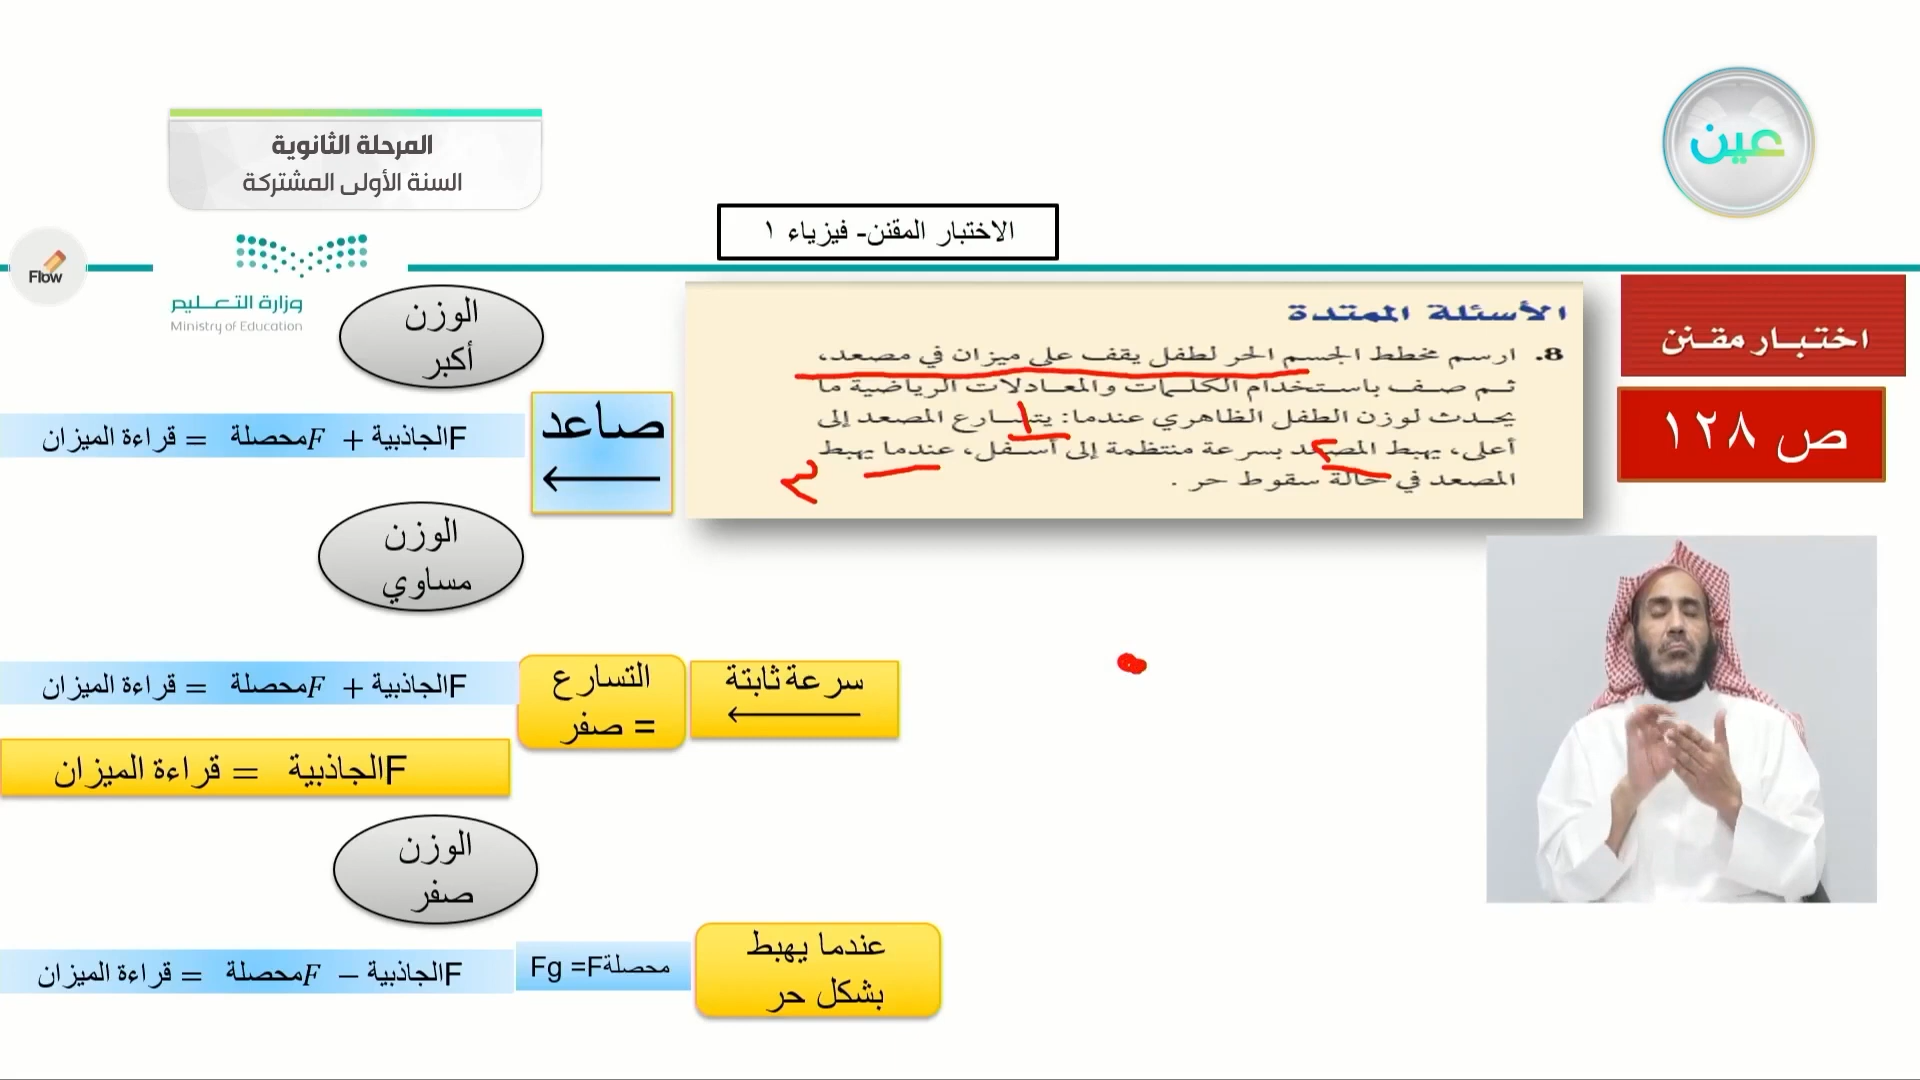 المرحلة الثانوية
السنة الأولى المشتركة
عين
الاختبار المقنن- فيزياء ١
Flow
وزارة التعليم
Ministry of Education
اختبار مقنن
ص ١٢٨
الأسئلة الممتدة
8. ارسم مخطط الجسم الحر لطفل يقف على ميزان في مصعد،
ثم صف باستخدام الكلمات والمعادلات الرياضية ما
يحدث لوزن الطفل الظاهري عندما: يتسارع المصعد إلى
أعلى، يهبط المصعد بسرعة منتظمة إلى أسفل، عندما يهبط
المصعد في حالة سقوط حر .
١
٢
٣
الوزن
أكبر
صاعد
Fالجاذبية + Fمحصلة = قراءة الميزان
الوزن
مساوي
سرعة ثابتة
التسارع
= صفر
Fالجاذبية + Fمحصلة = قراءة الميزان
Fالجاذبية = قراءة الميزان
الوزن
صفر
عندما يهبط
بشكل حر
Fg =Fمحصلة
Fالجاذبية – Fمحصلة = قراءة الميزان